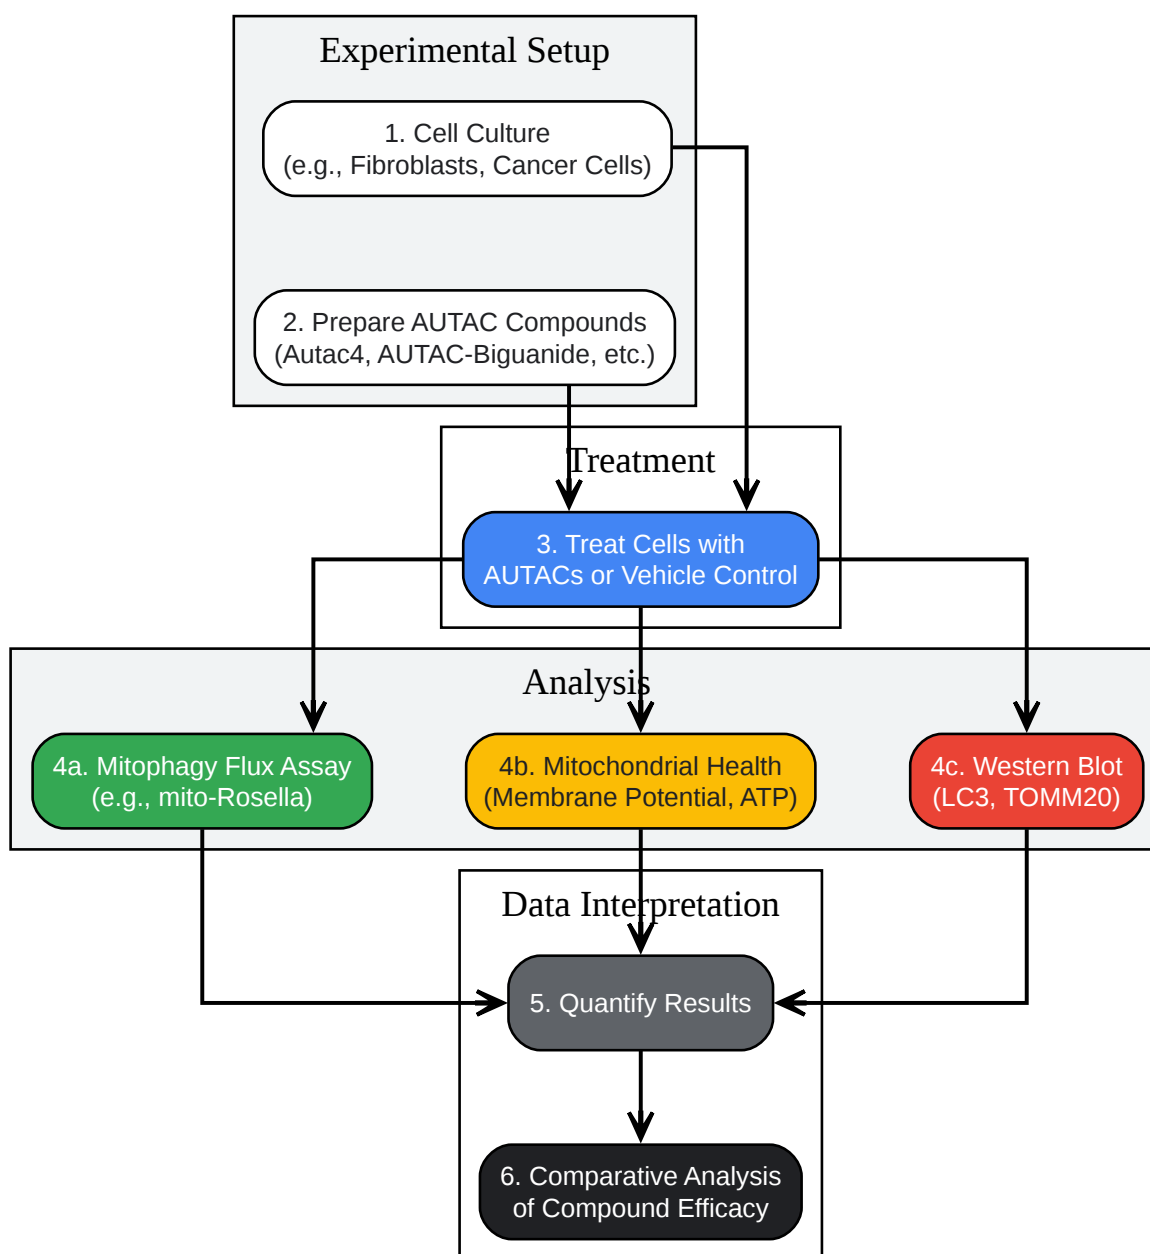 Experimental Setup
1. Cell Culture
(e.g., Fibroblasts, Cancer Cells)
2. Prepare AUTAC Compounds
(Autac4, AUTAC-Biguanide, etc.)
Treatment
3. Treat Cells with
AUTACs or Vehicle Control
Analysis
4a. Mitophagy Flux Assay
(e.g., mito-Rosella)
4b. Mitochondrial Health
(Membrane Potential, ATP)
4c. Western Blot
(LC3, TOMM20)
Data Interpretation
5. Quantify Results
6. Comparative Analysis
of Compound Efficacy